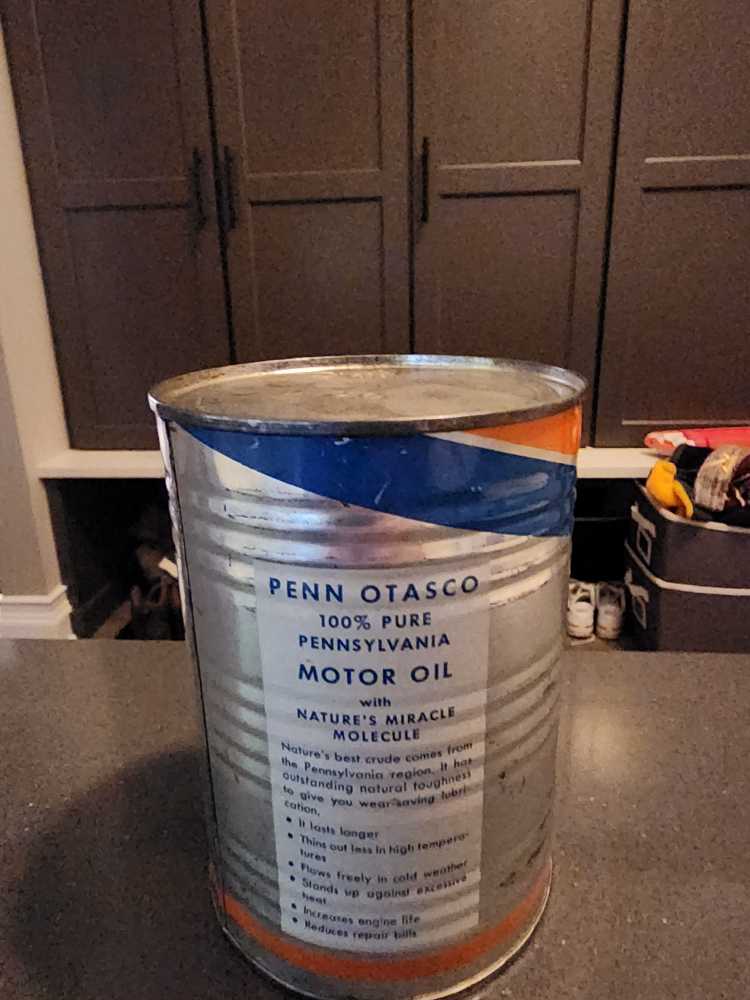 PENN OTASCO
100% PURE
PENNSYLVANIA
MOTOR OIL
with
NATURE'S MIRACLE
MOLECULE
Nature's best crude comes from
the Pennsylvania region. It has
outstanding natural toughness
to give you wear-saving lubri-
cation.
• It lasts longer
• Thins out less in high tempera-
tures
• Flows freely in cold weather
• Stands up against excessive
heat
• Increases engine life
• Reduces repair bills